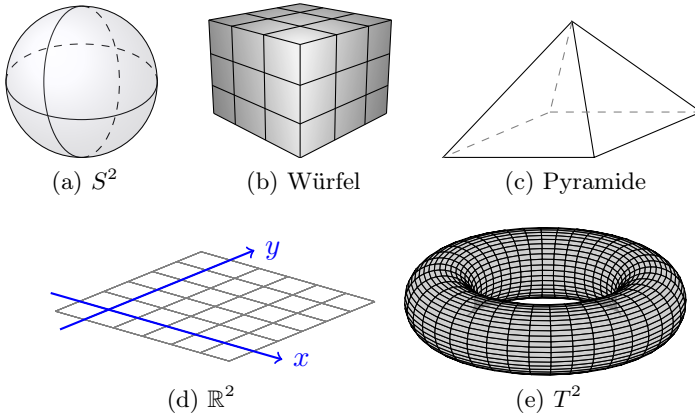 (a) S²
(b) Würfel
(c) Pyramide
y
x
(d) ℝ²
(e) T²